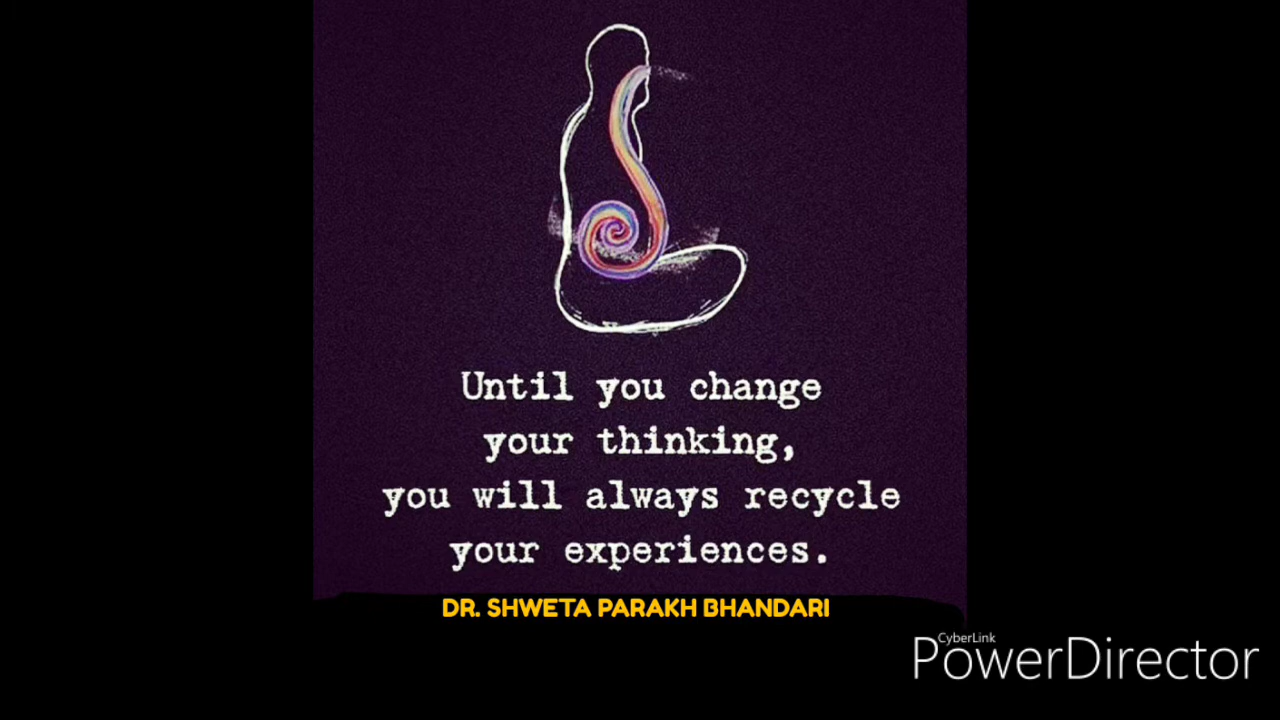 Until you change
your thinking,
you will always recycle
your experiences.
DR. SHWETA PARAKH BHANDARI
CyberLink
PowerDirector